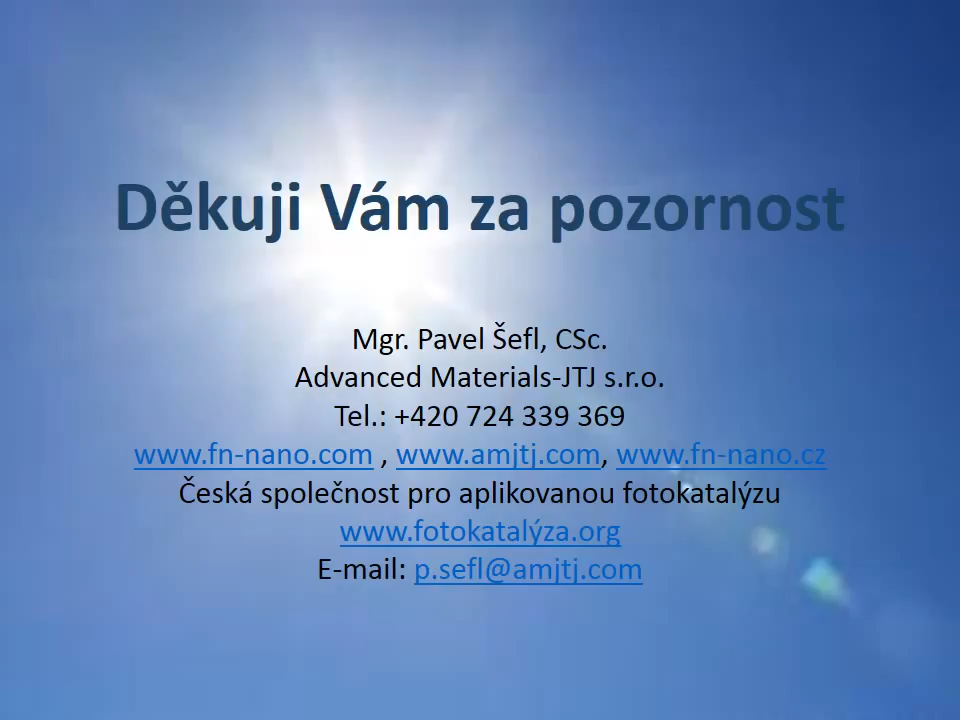 Děkuji Vám za pozornost
Mgr. Pavel Šefl, CSc.
Advanced Materials-JTJ s.r.o.
Tel.: +420 724 339 369
www.fn-nano.com , www.amjtj.com, www.fn-nano.cz
Česká společnost pro aplikovanou fotokatalýzu
www.fotokatalýza.org
E-mail: p.sefl@amjtj.com